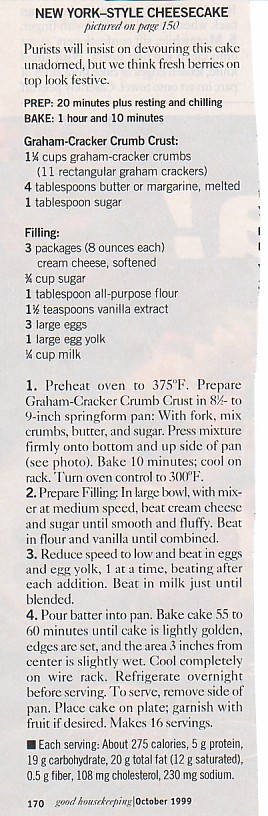 NEW YORK–STYLE CHEESECAKE
pictured on page 150
Purists will insist on devouring this cake
unadorned, but we think fresh berries on
top look festive.
PREP: 20 minutes plus resting and chilling
BAKE: 1 hour and 10 minutes
Graham-Cracker Crumb Crust:
1¼ cups graham-cracker crumbs
(11 rectangular graham crackers)
4 tablespoons butter or margarine, melted
1 tablespoon sugar
Filling:
3 packages (8 ounces each)
cream cheese, softened
¾ cup sugar
1 tablespoon all-purpose flour
1½ teaspoons vanilla extract
3 large eggs
1 large egg yolk
¼ cup milk
1. Preheat oven to 375°F. Prepare
Graham-Cracker Crumb Crust in 8½- to
9-inch springform pan: With fork, mix
crumbs, butter, and sugar. Press mixture
firmly onto bottom and up side of pan
(see photo). Bake 10 minutes; cool on
rack. Turn oven control to 300°F.
2. Prepare Filling: In large bowl, with mix-
er at medium speed, beat cream cheese
and sugar until smooth and fluffy. Beat
in flour and vanilla until combined.
3. Reduce speed to low and beat in eggs
and egg yolk, 1 at a time, beating after
each addition. Beat in milk just until
blended.
4. Pour batter into pan. Bake cake 55 to
60 minutes until cake is lightly golden,
edges are set, and the area 3 inches from
center is slightly wet. Cool completely
on wire rack. Refrigerate overnight
before serving. To serve, remove side of
pan. Place cake on plate; garnish with
fruit if desired. Makes 16 servings.
■ Each serving: About 275 calories, 5 g protein,
19 g carbohydrate, 20 g total fat (12 g saturated),
0.5 g fiber, 108 mg cholesterol, 230 mg sodium.
170 good housekeeping|October 1999